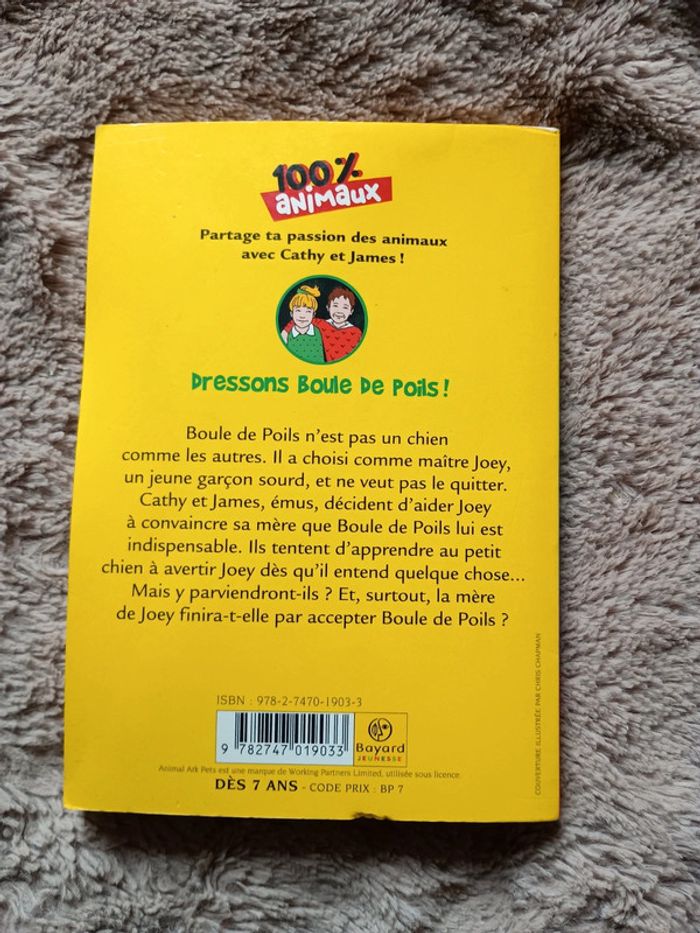 100%
animaux
Partage ta passion des animaux
avec Cathy et James !
Dressons Boule De Poils !
Boule de Poils n'est pas un chien
comme les autres. Il a choisi comme maître Joey,
un jeune garçon sourd, et ne veut pas le quitter.
Cathy et James, émus, décident d'aider Joey
à convaincre sa mère que Boule de Poils lui est
indispensable. Ils tentent d'apprendre au petit
chien à avertir Joey dès qu'il entend quelque chose...
Mais y parviendront-ils ? Et, surtout, la mère
de Joey finira-t-elle par accepter Boule de Poils ?
ISBN : 978-2-7470-1903-3
9 782747 019033
Bayard
JEUNESSE
Animal Ark Pets est une marque de Working Partners Limited, utilisée sous licence.
DÈS 7 ANS - CODE PRIX : BP 7
COUVERTURE ILLUSTRÉE PAR CHRIS CHAPMAN